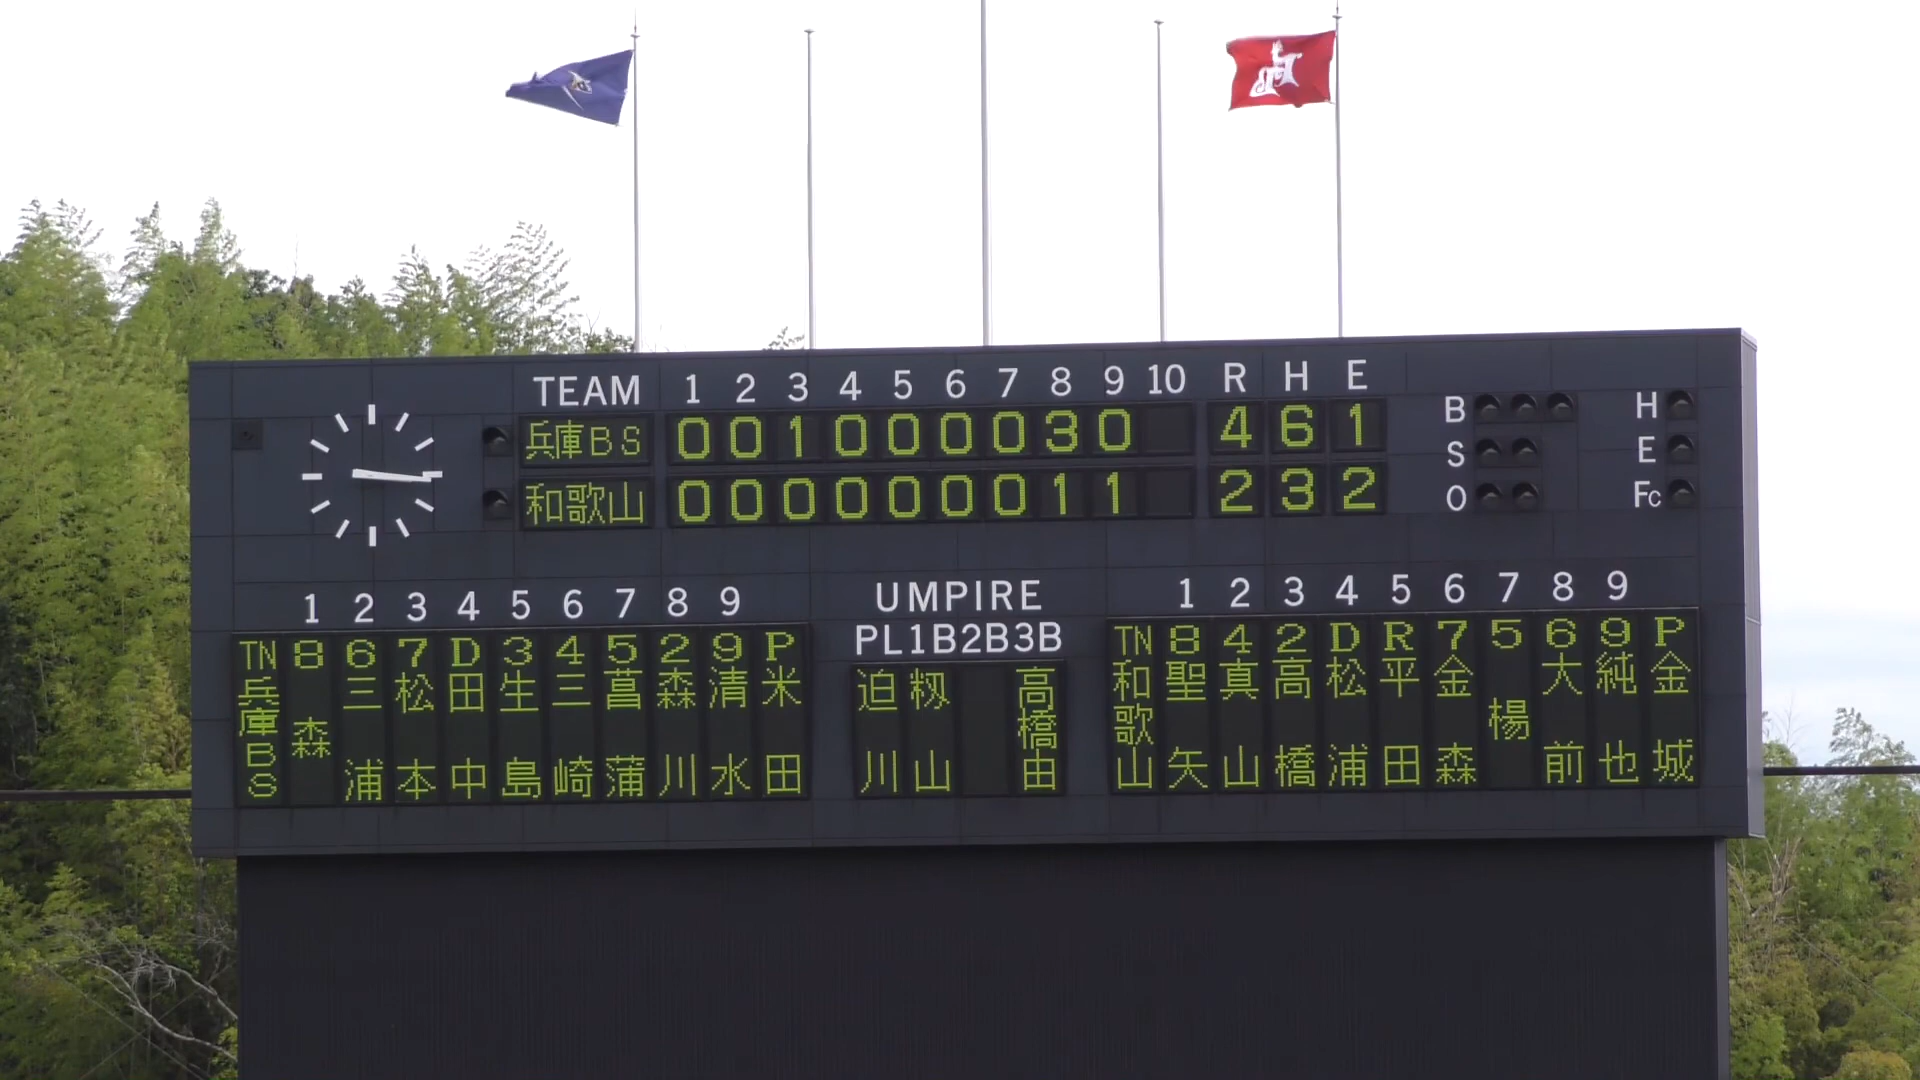 TEAM 1 2 3 4 5 6 7 8 9 10 R H E
兵庫BS 0 0 1 0 0 0 0 3 0 4 6 1
和歌山 0 0 0 0 0 0 0 1 1 2 3 2
B
S
O
H
E
Fc
1 2 3 4 5 6 7 8 9
TN 8 6 7 D 3 4 5 2 9 P
兵庫BS
森
三浦
松本
田中
生島
三崎
菖蒲
森川
清水
米田
UMPIRE
PL1B2B3B
迫川
籾山
高橋由
1 2 3 4 5 6 7 8 9
TN 8 4 2 D R 7 5 6 9 P
和歌山
聖矢
真山
高橋
松浦
平田
金森
楊
大前
純也
金城